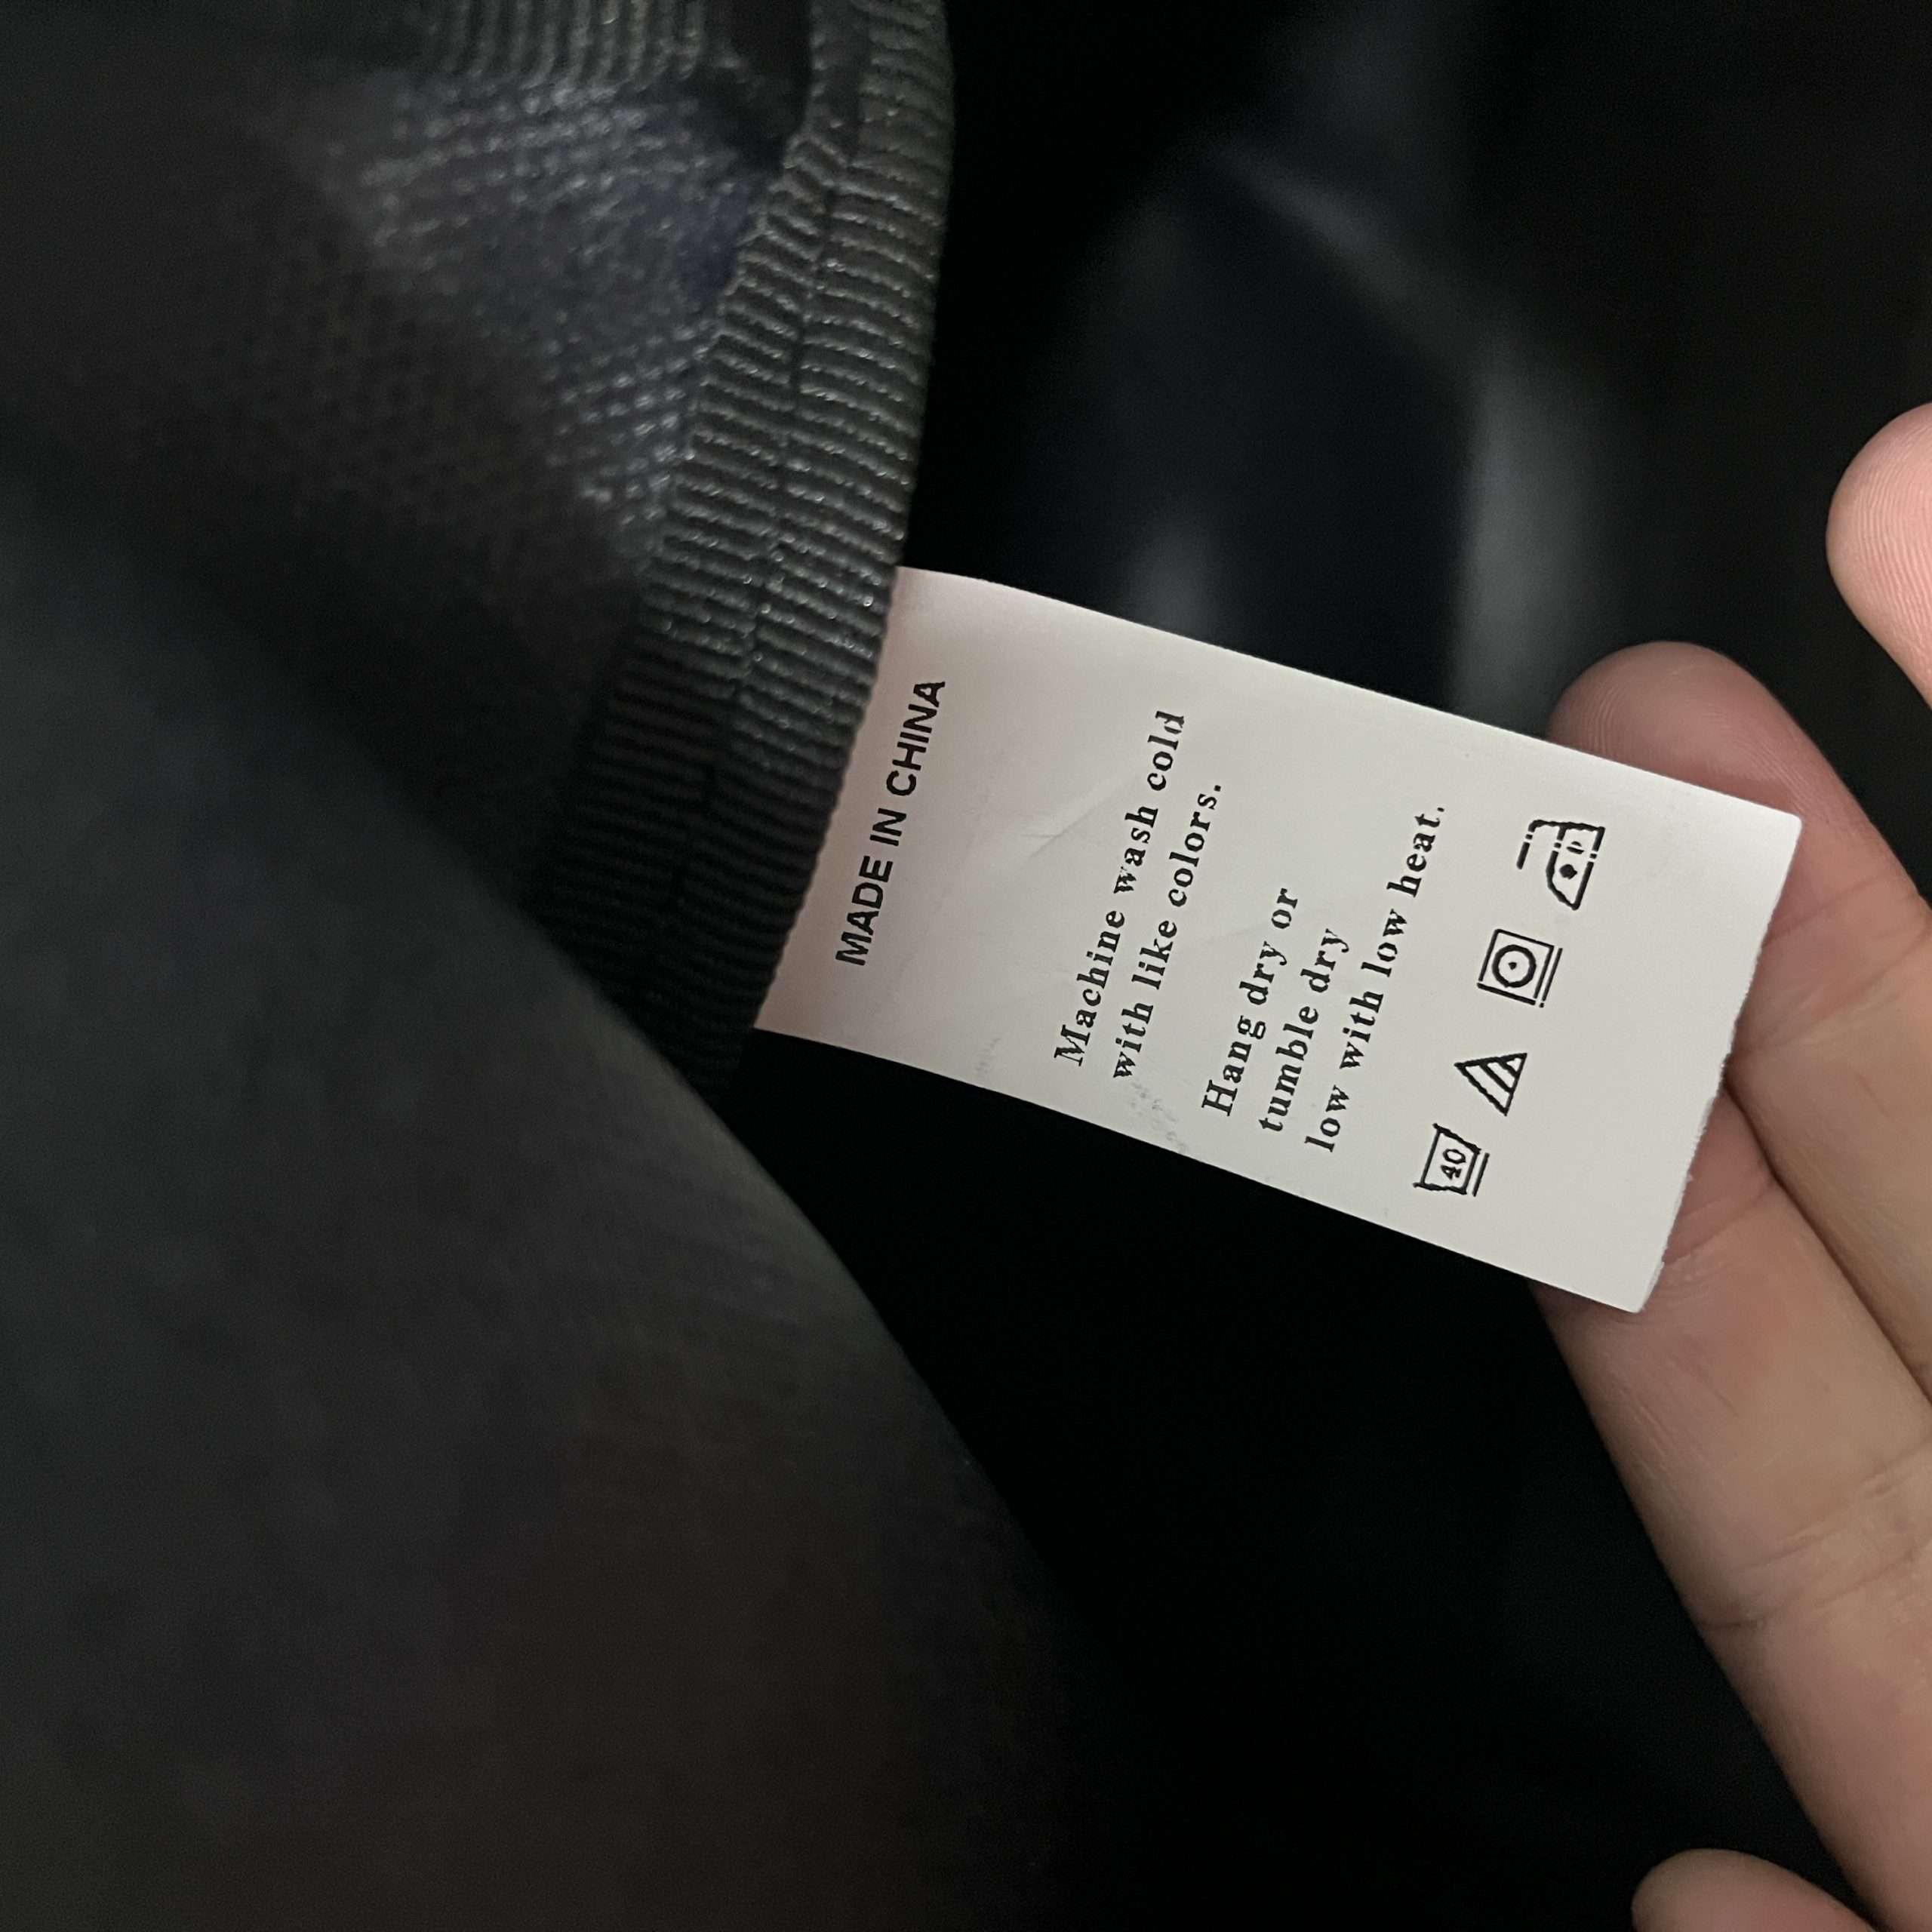 MADE IN CHINA
Machine wash cold
with like colors.
Hang dry or
tumble dry
low with low heat.
40